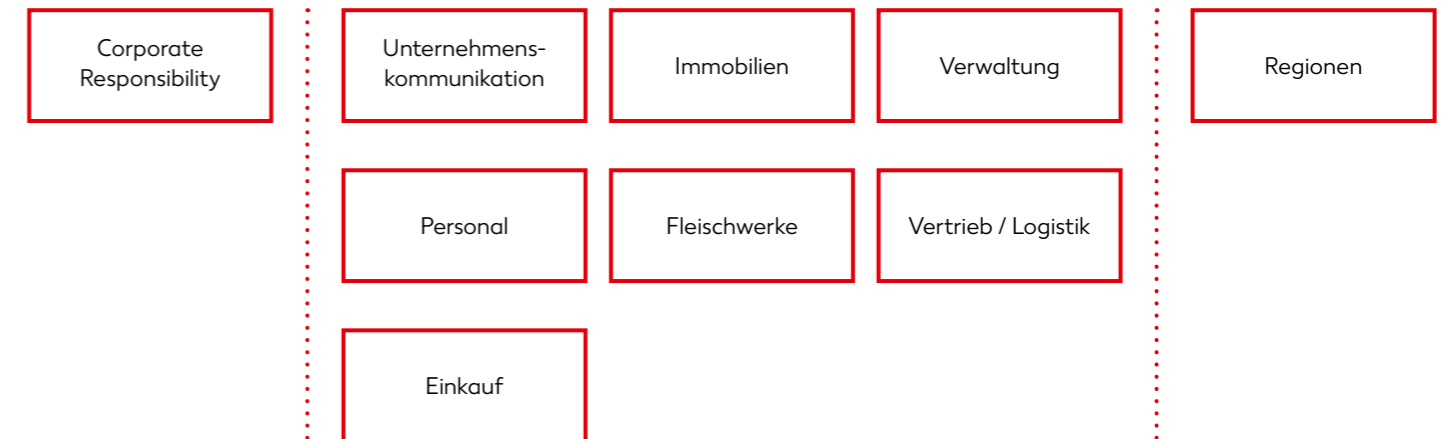 Corporate
Responsibility
Unternehmens-
kommunikation
Immobilien
Verwaltung
Regionen
Personal
Fleischwerke
Vertrieb / Logistik
Einkauf